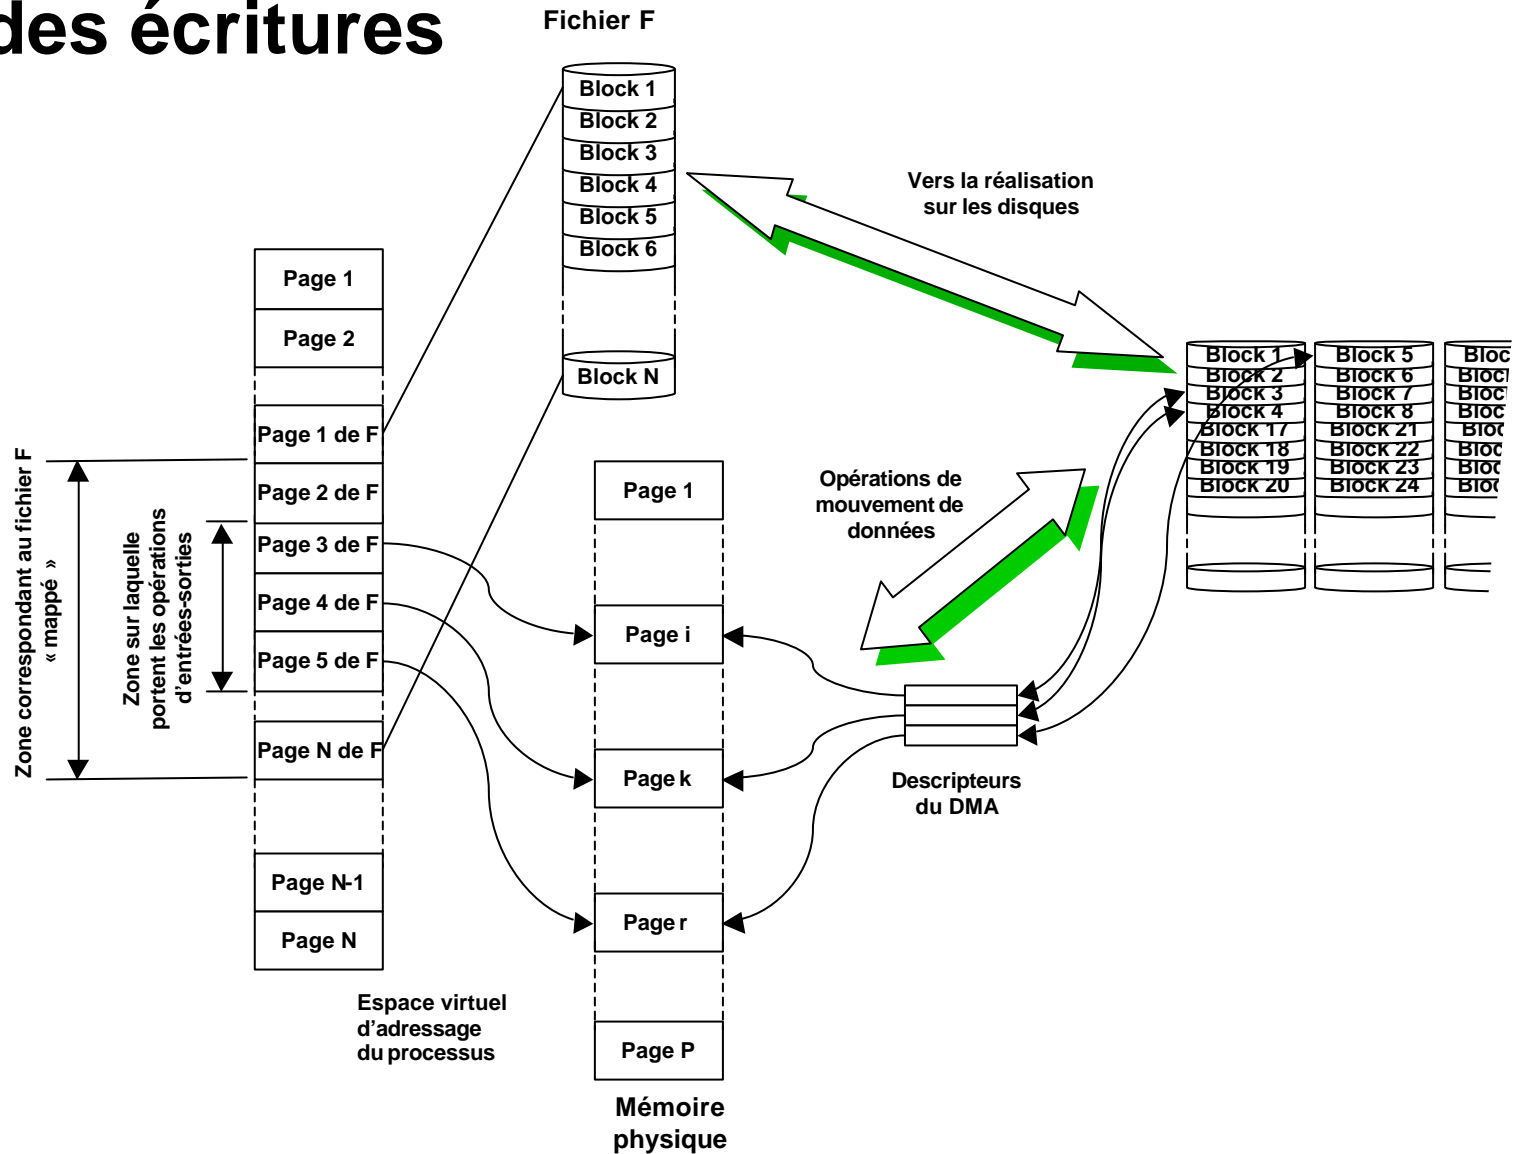 des écritures
Fichier F
Block 1
Block 2
Block 3
Block 4
Block 5
Block 6
Block N
Vers la réalisation
sur les disques
Page 1
Page 2
Page 1 de F
Page 2 de F
Page 3 de F
Page 4 de F
Page 5 de F
Page N de F
Page N-1
Page N
Zone correspondant au fichier F
« mappé »
Zone sur laquelle
portent les opérations
d'entrées-sorties
Espace virtuel
d'adressage
du processus
Page 1
Page i
Page k
Page r
Page P
Mémoire
physique
Opérations de
mouvement de
données
Descripteurs
du DMA
Block 1
Block 2
Block 3
Block 4
Block 17
Block 18
Block 19
Block 20
Block 5
Block 6
Block 7
Block 8
Block 21
Block 22
Block 23
Block 24